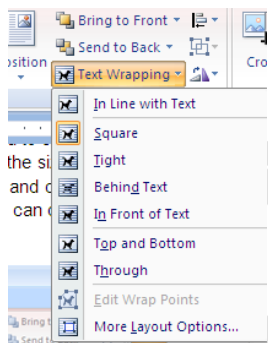 Bring to Front
Send to Back
osition
Text Wrapping
Cro
In Line with Text
Square
the si
Tight
and c
Behind Text
can
In Front of Text
Top and Bottom
Through
Edit Wrap Points
Bring t
More Layout Options...
Send t